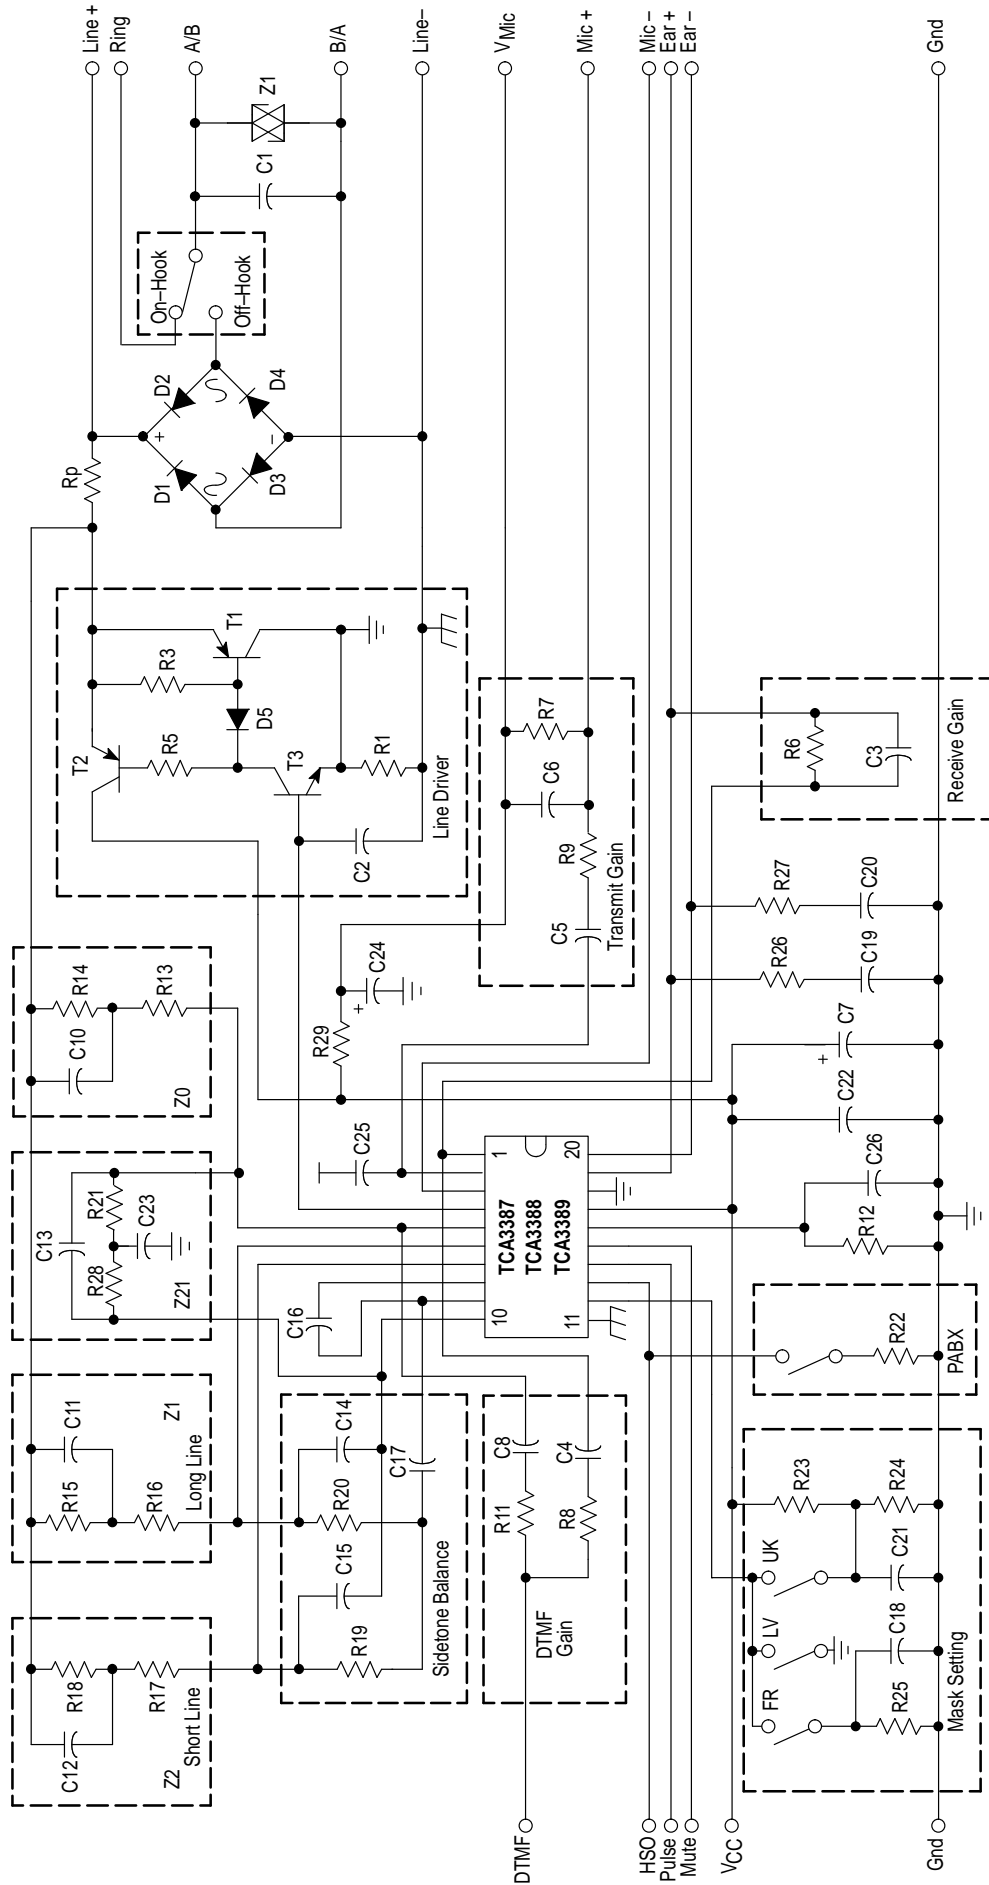 Line +
Ring
A/B
B/A
Line–
VMic
Mic +
Mic –
Ear +
Ear –
Gnd
Z1
C1
On–Hook
Off–Hook
D2
D4
D1
D3
+
–
Rp
T1
R3
D5
T2
R5
T3
R1
C2
Line Driver
R7
C6
R9
C5
Transmit Gain
R6
C3
Receive Gain
R14
C10
R13
Z0
R29
+
C24
R27
C20
R26
C19
C7
+
C22
C26
R12
C25
1
20
TCA3387
TCA3388
TCA3389
10
11
C13
R21
C23
R28
Z21
C16
C11
Z1
R15
R16
Long Line
C14
C17
R20
C15
R19
Sidetone Balance
C8
R11
C4
R8
DTMF
Gain
R22
PABX
R23
R24
UK
C21
LV
C18
FR
R25
Mask Setting
R18
R17
C12
Short Line
Z2
DTMF
HSO
Pulse
Mute
VCC
Gnd